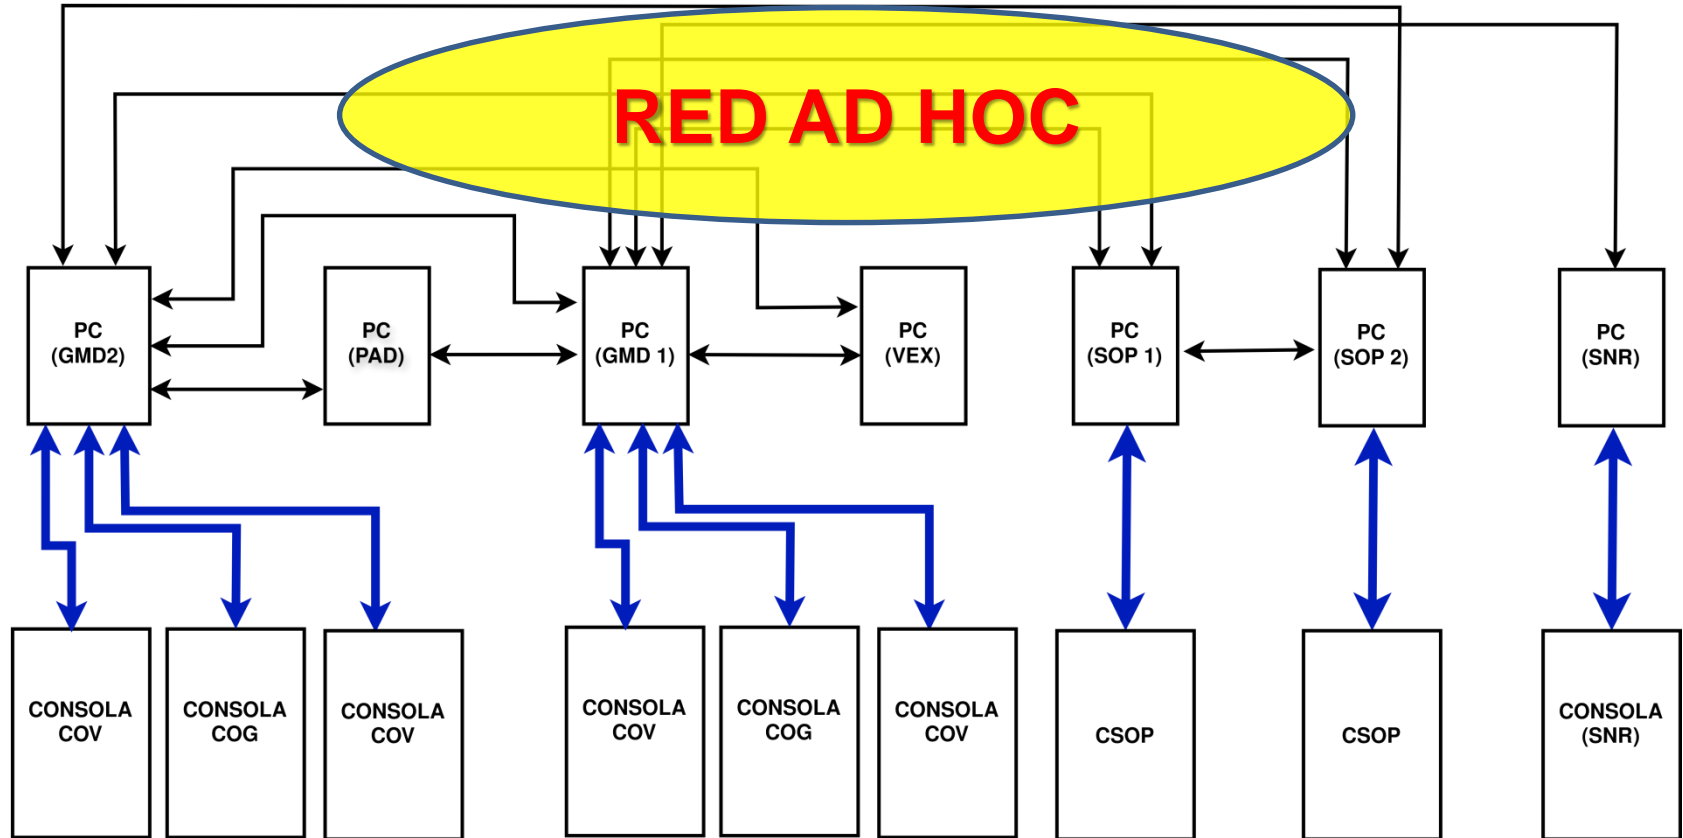 RED AD HOC
PC
(GMD2)
PC
(PAD)
PC
(GMD 1)
PC
(VEX)
PC
(SOP 1)
PC
(SOP 2)
PC
(SNR)
CONSOLA
COV
CONSOLA
COG
CONSOLA
COV
CONSOLA
COV
CONSOLA
COG
CONSOLA
COV
CSOP
CSOP
CONSOLA
(SNR)